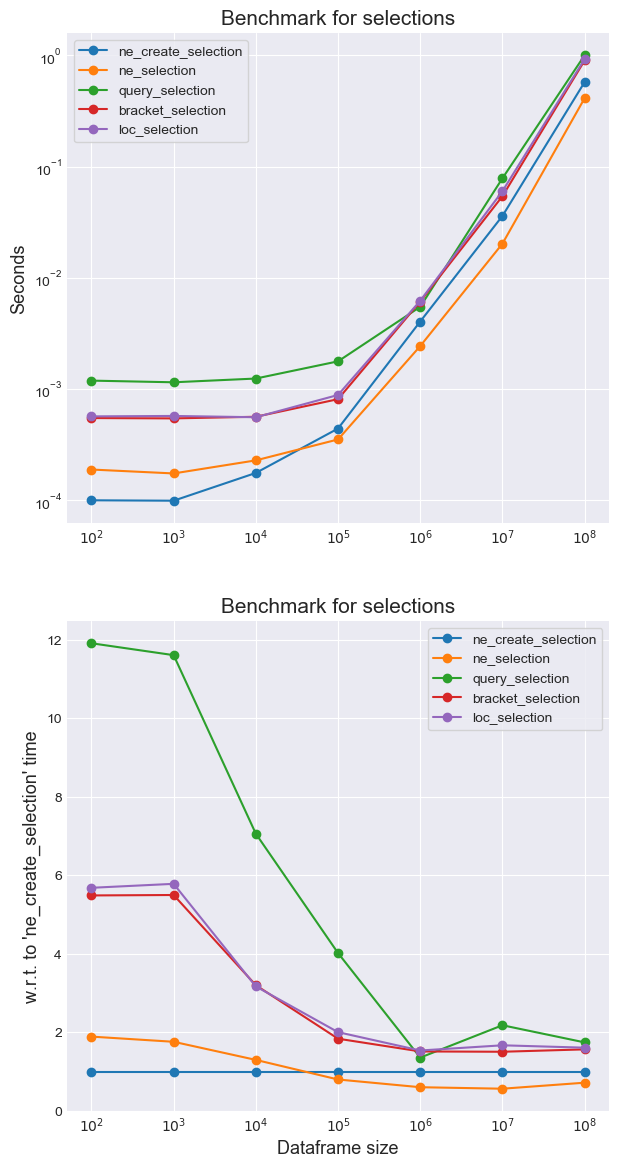 Benchmark for selections
ne_create_selection
ne_selection
query_selection
bracket_selection
loc_selection
Seconds
10^0
10^-1
10^-2
10^-3
10^-4
10^2 10^3 10^4 10^5 10^6 10^7 10^8
Benchmark for selections
ne_create_selection
ne_selection
query_selection
bracket_selection
loc_selection
w.r.t. to 'ne_create_selection' time
12
10
8
6
4
2
0
10^2 10^3 10^4 10^5 10^6 10^7 10^8
Dataframe size